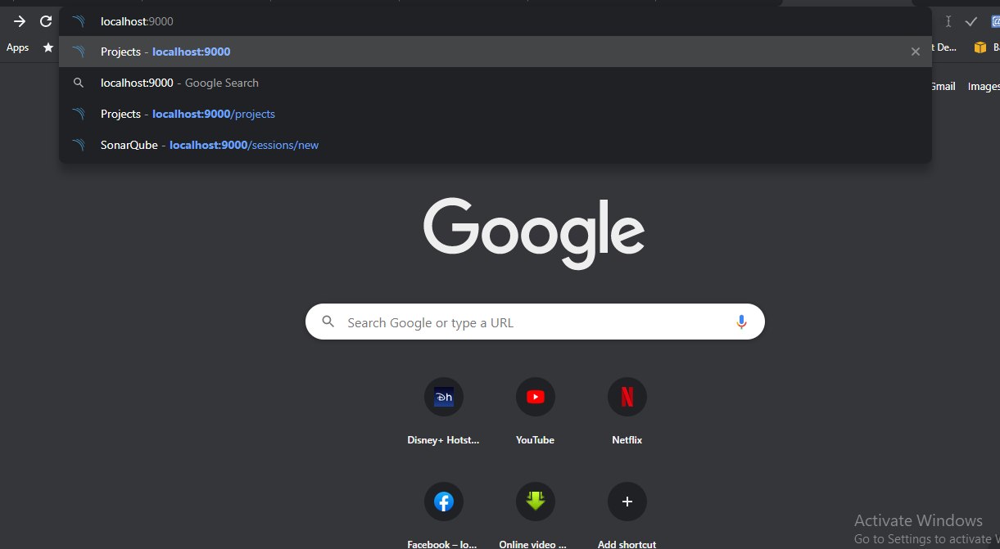 localhost:9000
Apps
Projects - localhost:9000
t De...
localhost:9000 - Google Search
Gmail Images
Projects - localhost:9000/projects
SonarQube - localhost:9000/sessions/new
Google
Search Google or type a URL
Disney+ Hotst... YouTube Netflix
Facebook – lo... Online video ... Add shortcut
Activate Windows
Go to Settings to activate